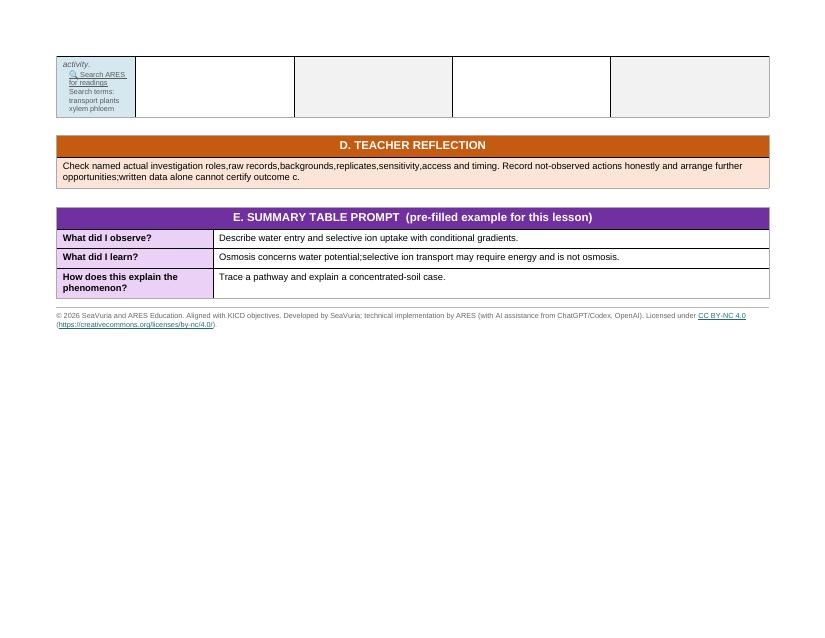 activity.
🔍 Search ARES
for readings
Search terms:
transport plants
xylem phloem
D. TEACHER REFLECTION
Check named actual investigation roles,raw records,backgrounds,replicates,sensitivity,access and timing. Record not-observed actions honestly and arrange further
opportunities;written data alone cannot certify outcome c.
E. SUMMARY TABLE PROMPT (pre-filled example for this lesson)
What did I observe?
Describe water entry and selective ion uptake with conditional gradients.
What did I learn?
Osmosis concerns water potential;selective ion transport may require energy and is not osmosis.
How does this explain the
phenomenon?
Trace a pathway and explain a concentrated-soil case.
© 2026 SeaVuria and ARES Education. Aligned with KICD objectives. Developed by SeaVuria; technical implementation by ARES (with AI assistance from ChatGPT/Codex, OpenAI). Licensed under CC BY-NC 4.0
(https://creativecommons.org/licenses/by-nc/4.0/).